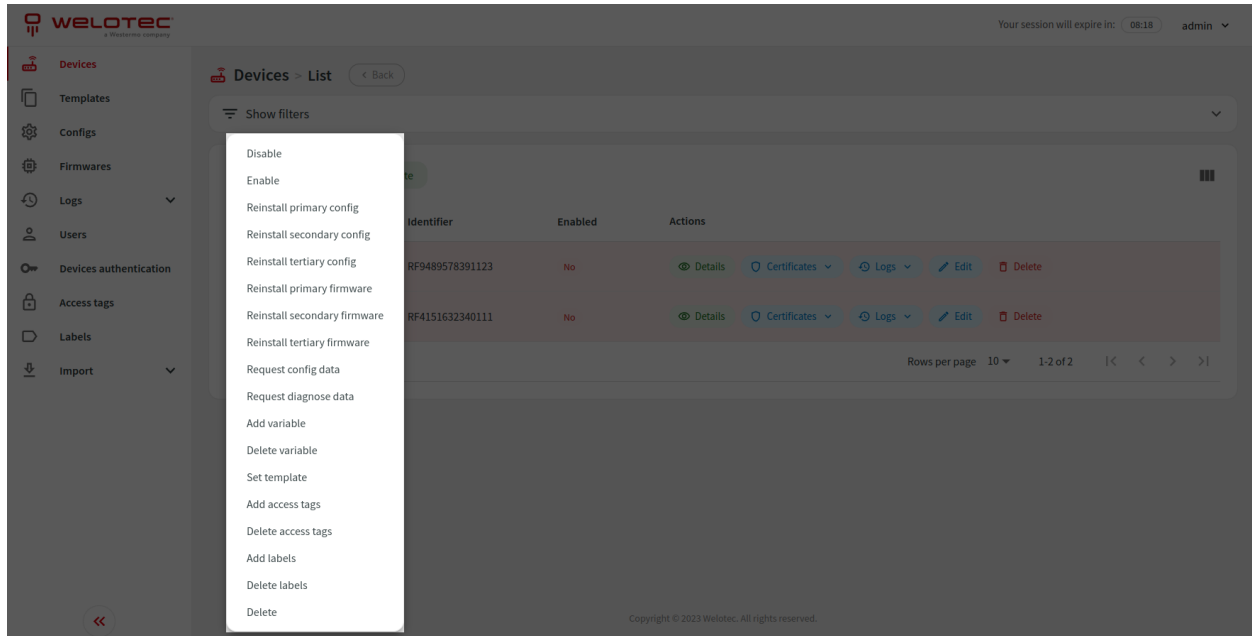 WELOTEC
a Westermo company
Your session will expire in: 08:18 admin
Devices
Templates
Configs
Firmwares
Logs
Users
Devices authentication
Access tags
Labels
Import
Devices > List Back
Show filters
Disable
Enable
Reinstall primary config
Reinstall secondary config
Reinstall tertiary config
Reinstall primary firmware
Reinstall secondary firmware
Reinstall tertiary firmware
Request config data
Request diagnose data
Add variable
Delete variable
Set template
Add access tags
Delete access tags
Add labels
Delete labels
Delete
te
Identifier Enabled Actions
RF9489578391123 No Details Certificates Logs Edit Delete
RF4151632340111 No Details Certificates Logs Edit Delete
Rows per page 10 1-2 of 2
Copyright © 2023 Welotec. All rights reserved.